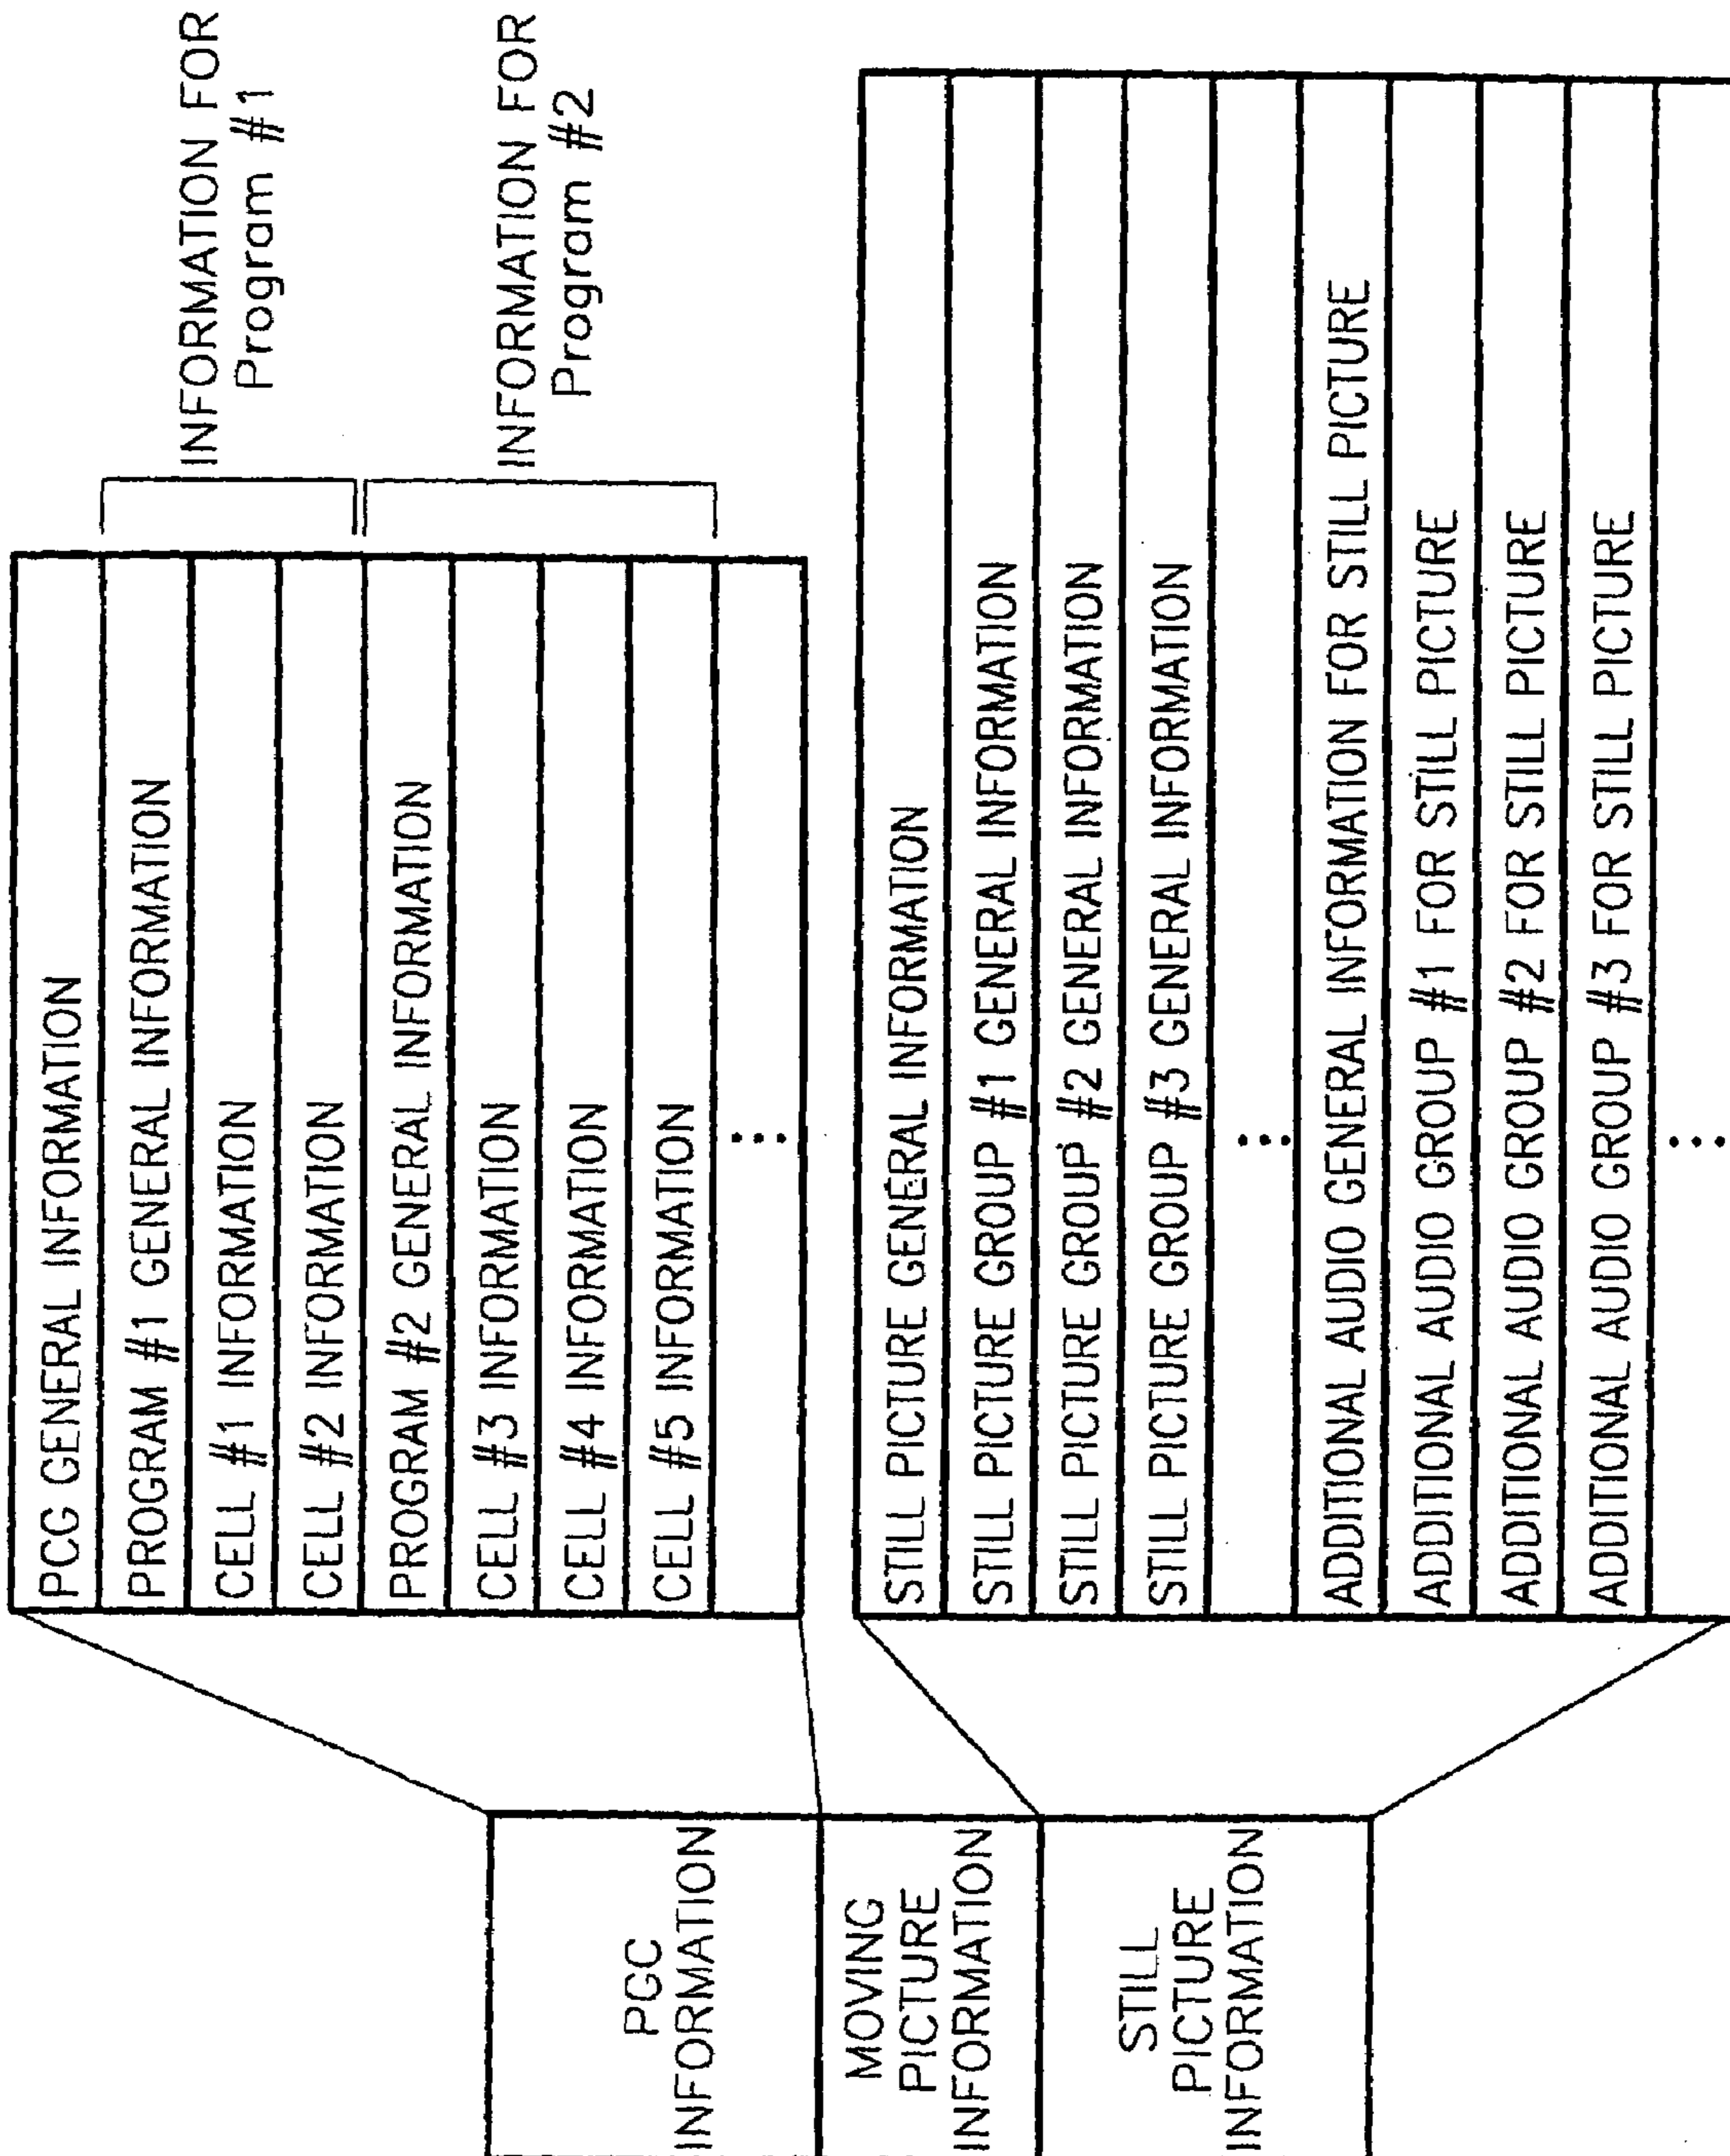 PGC
INFORMATION
MOVING
PICTURE
INFORMATION
STILL
PICTURE
INFORMATION
PCG GENERAL INFORMATION
PROGRAM #1 GENERAL INFORMATION
CELL #1 INFORMATION
CELL #2 INFORMATION
PROGRAM #2 GENERAL INFORMATION
CELL #3 INFORMATION
CELL #4 INFORMATION
CELL #5 INFORMATION
...
INFORMATION FOR
Program #1
INFORMATION FOR
Program #2
STILL PICTURE GENERAL INFORMATION
STILL PICTURE GROUP #1 GENERAL INFORMATION
STILL PICTURE GROUP #2 GENERAL INFORMATION
STILL PICTURE GROUP #3 GENERAL INFORMATION
...
ADDITIONAL AUDIO GENERAL INFORMATION FOR STILL PICTURE
ADDITIONAL AUDIO GROUP #1 FOR STILL PICTURE
ADDITIONAL AUDIO GROUP #2 FOR STILL PICTURE
ADDITIONAL AUDIO GROUP #3 FOR STILL PICTURE
...